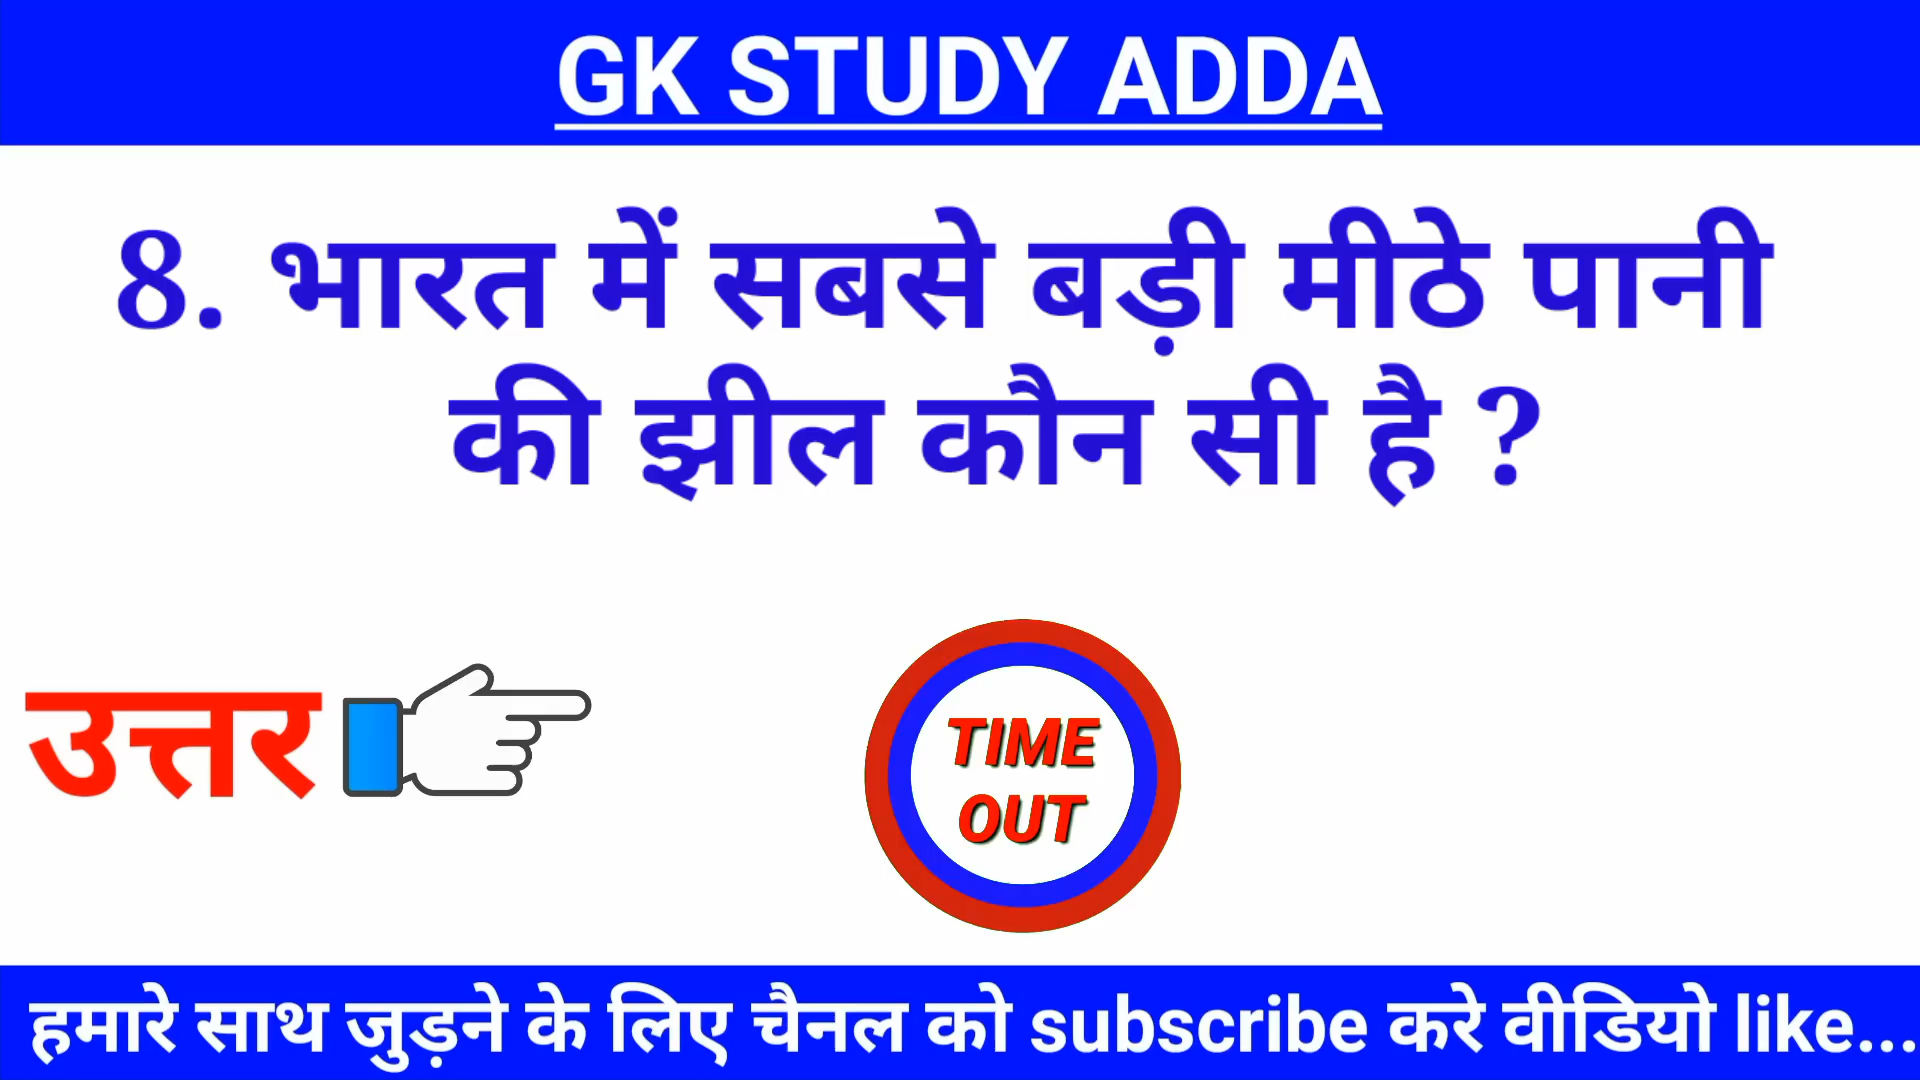 GK STUDY ADDA
8. भारत में सबसे बड़ी मीठे पानी
की झील कौन सी है ?
उत्तर
TIME
OUT
हमारे साथ जुड़ने के लिए चैनल को subscribe करे वीडियो like...